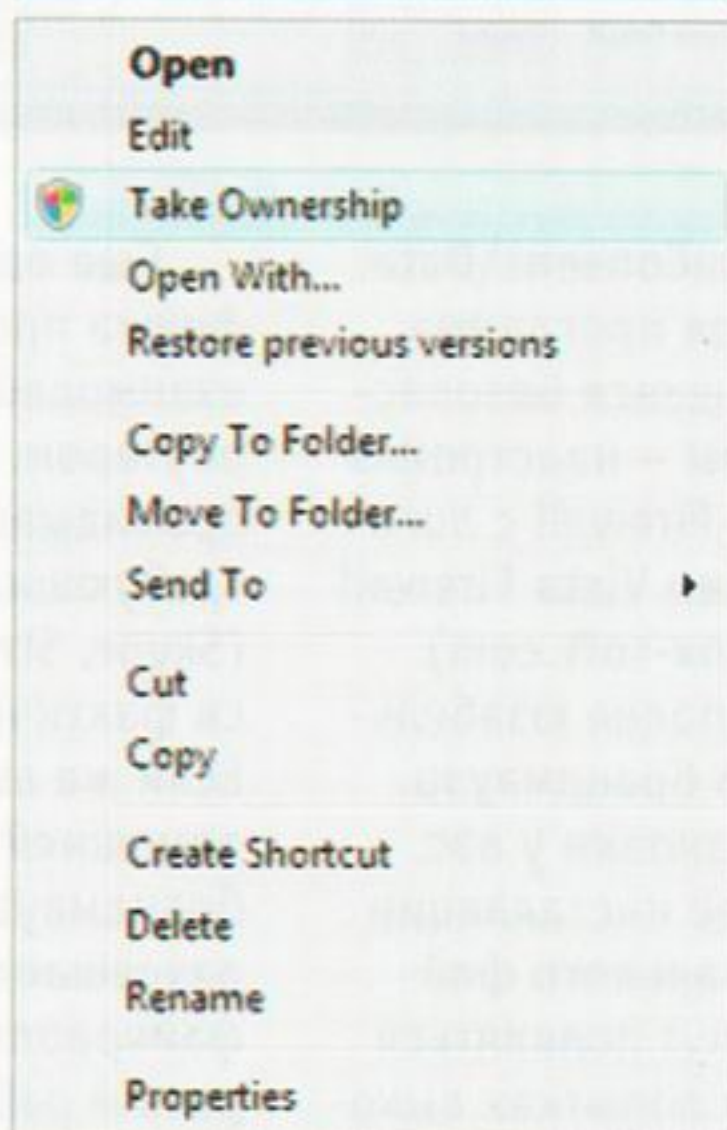 Open
Edit
Take Ownership
Open With...
Restore previous versions
Copy To Folder...
Move To Folder...
Send To
Cut
Copy
Create Shortcut
Delete
Rename
Properties